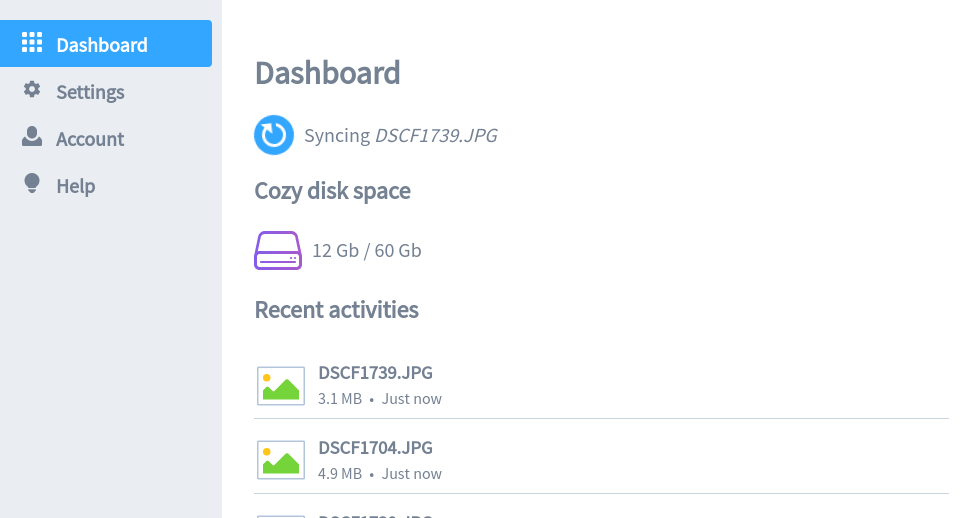 Dashboard
Settings
Account
Help
Dashboard
Syncing DSCF1739.JPG
Cozy disk space
12 Gb / 60 Gb
Recent activities
DSCF1739.JPG
3.1 MB • Just now
DSCF1704.JPG
4.9 MB • Just now